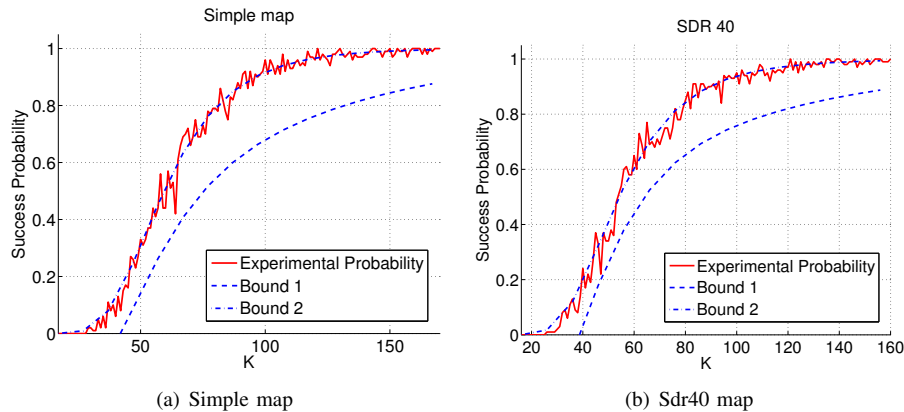 Simple map
Success Probability
1
0.8
0.6
0.4
0.2
0
50
100
150
K
Experimental Probability
Bound 1
Bound 2
(a) Simple map
SDR 40
Success Probability
1
0.8
0.6
0.4
0.2
0
20
40
60
80
100
120
140
160
K
Experimental Probability
Bound 1
Bound 2
(b) Sdr40 map